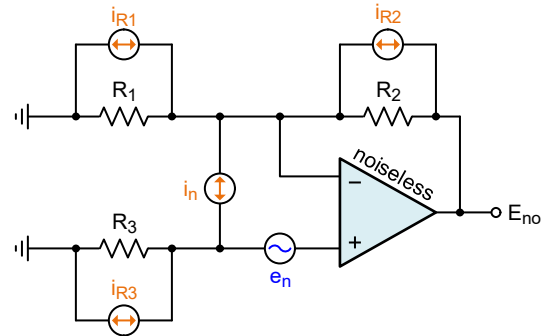 iR1
iR2
R1
R2
noiseless
in
−
Eno
R3
+
en
iR3